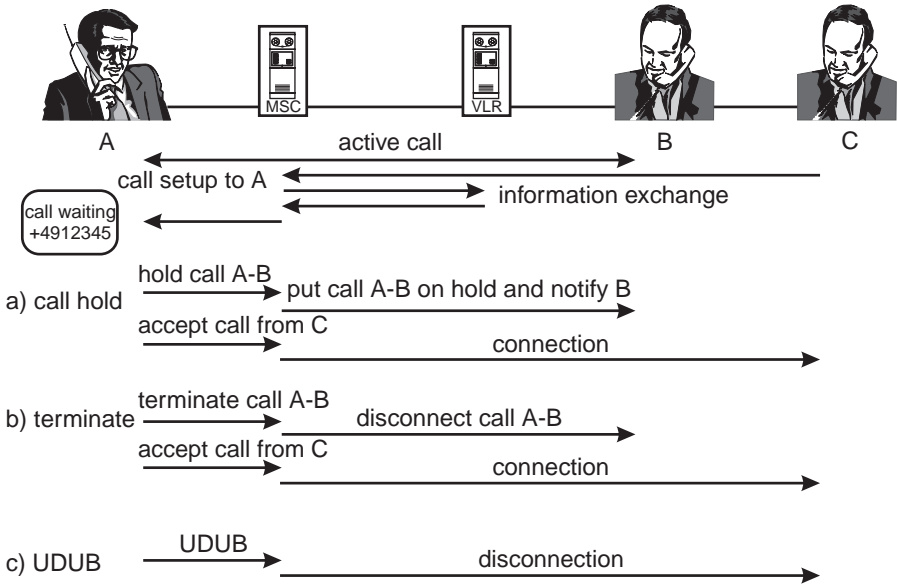 MSC
VLR
A
B
C
active call
call setup to A
information exchange
call waiting
+4912345
hold call A-B
put call A-B on hold and notify B
a) call hold
accept call from C
connection
terminate call A-B
b) terminate
disconnect call A-B
accept call from C
connection
UDUB
c) UDUB
disconnection